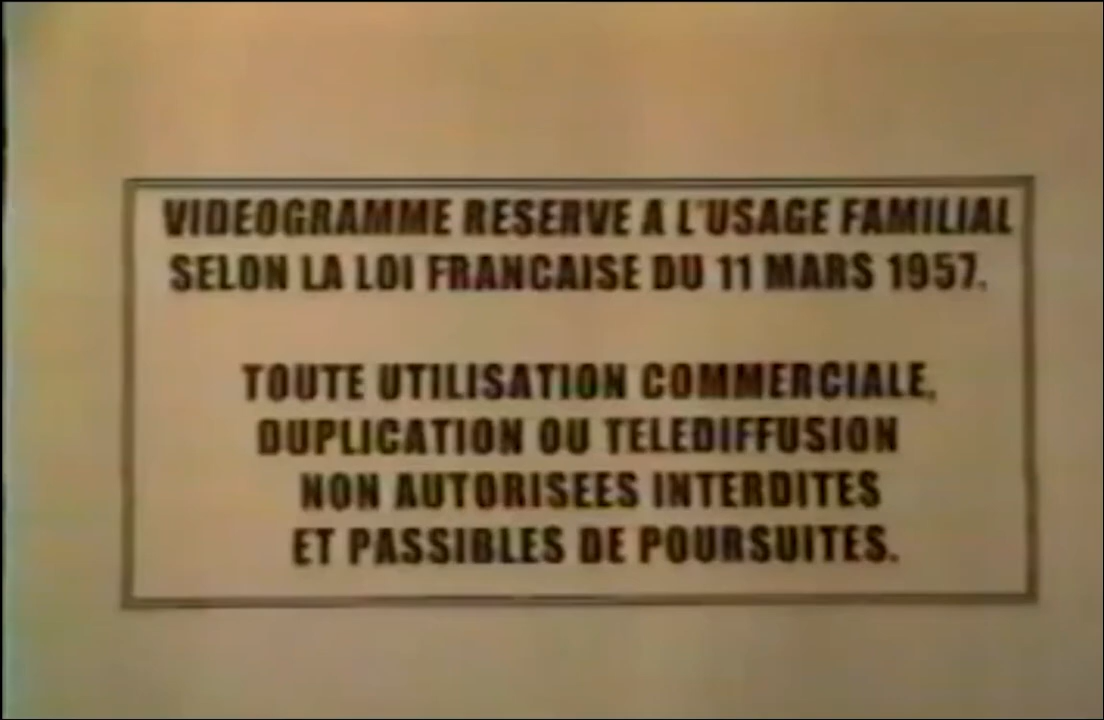 VIDEOGRAMME RESERVE A L'USAGE FAMILIAL
SELON LA LOI FRANCAISE DU 11 MARS 1957.
TOUTE UTILISATION COMMERCIALE,
DUPLICATION OU TELEDIFFUSION
NON AUTORISEES INTERDITES
ET PASSIBLES DE POURSUITES.